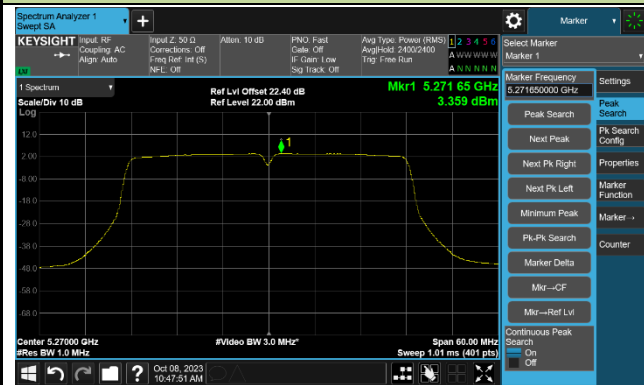 Spectrum Analyzer 1
Swept SA
Marker
KEYSIGHT
Input: RF
Coupling: AC
Align: Auto
Input Z: 50 Ω
Corrections: Off
Freq Ref: Int (S)
NFE: Off
Atten: 10 dB
PNO: Fast
Gate: Off
IF Gain: Low
Sig Track: Off
Avg Type: Power (RMS)
Avg|Hold: 2400/2400
Trig: Free Run
1 2 3 4 5 6
A W W W W W
A N N N N N
LM
Select Marker
Marker 1
1 Spectrum
Scale/Div 10 dB
Log
Ref Lvl Offset 22.40 dB
Ref Level 22.00 dBm
Mkr1 5.271 65 GHz
3.359 dBm
12.0
2.00
-8.00
-18.0
-28.0
-38.0
-48.0
-58.0
-68.0
1
Center 5.27000 GHz
#Res BW 1.0 MHz
#Video BW 3.0 MHz*
Span 60.00 MHz
Sweep 1.01 ms (401 pts)
Marker Frequency
5.271650000 GHz
Peak Search
Next Peak
Next Pk Right
Next Pk Left
Minimum Peak
Pk-Pk Search
Marker Delta
Mkr→CF
Mkr→Ref Lvl
Continuous Peak
Search
On
Off
Settings
Peak
Search
Pk Search
Config
Properties
Marker
Function
Marker→
Counter
?
Oct 08, 2023
10:47:51 AM